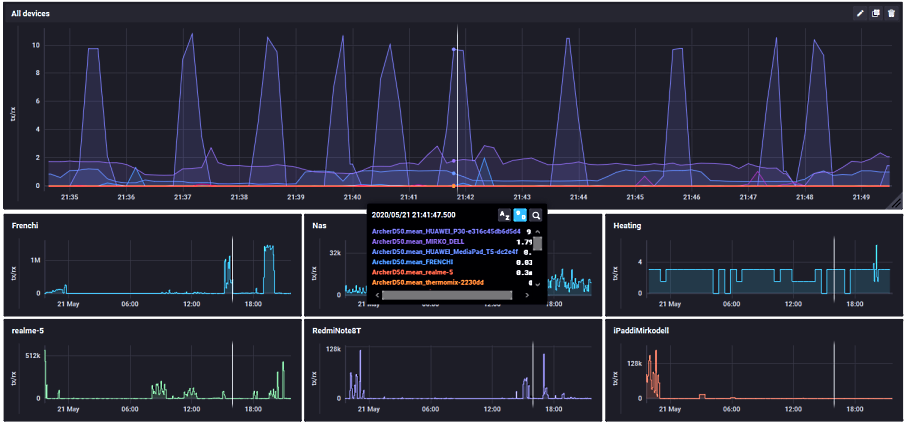 All devices
tx/rx
10
8
6
4
2
0
21:35 21:36 21:37 21:38 21:39 21:40 21:41 21:42 21:43 21:44 21:45 21:46 21:47 21:48 21:49
2020/05/21 21:41:47.500
ArcherD50.mean_HUAWEI_P30-e316c45db6d5d4 9
ArcherD50.mean_MIRKO_DELL 1.79
ArcherD50.mean_HUAWEI_MediaPad_T5-dc2e4f 0.
ArcherD50.mean_FRENCHI 0.03
ArcherD50.mean_realme-5 0.3m
ArcherD50.mean_thermomix-2230dd
Frenchi
tx/rx
1M
0
21 May 06:00 12:00 18:00
Nas
tx/rx
32k
0
18:00
Heating
tx/rx
4
0
21 May 06:00 12:00 18:00
realme-5
tx/rx
512k
0
21 May 06:00 12:00 18:00
RedmiNote8T
tx/rx
128k
0
21 May 06:00 12:00 18:00
iPaddiMirkodell
tx/rx
128k
0
21 May 06:00 12:00 18:00